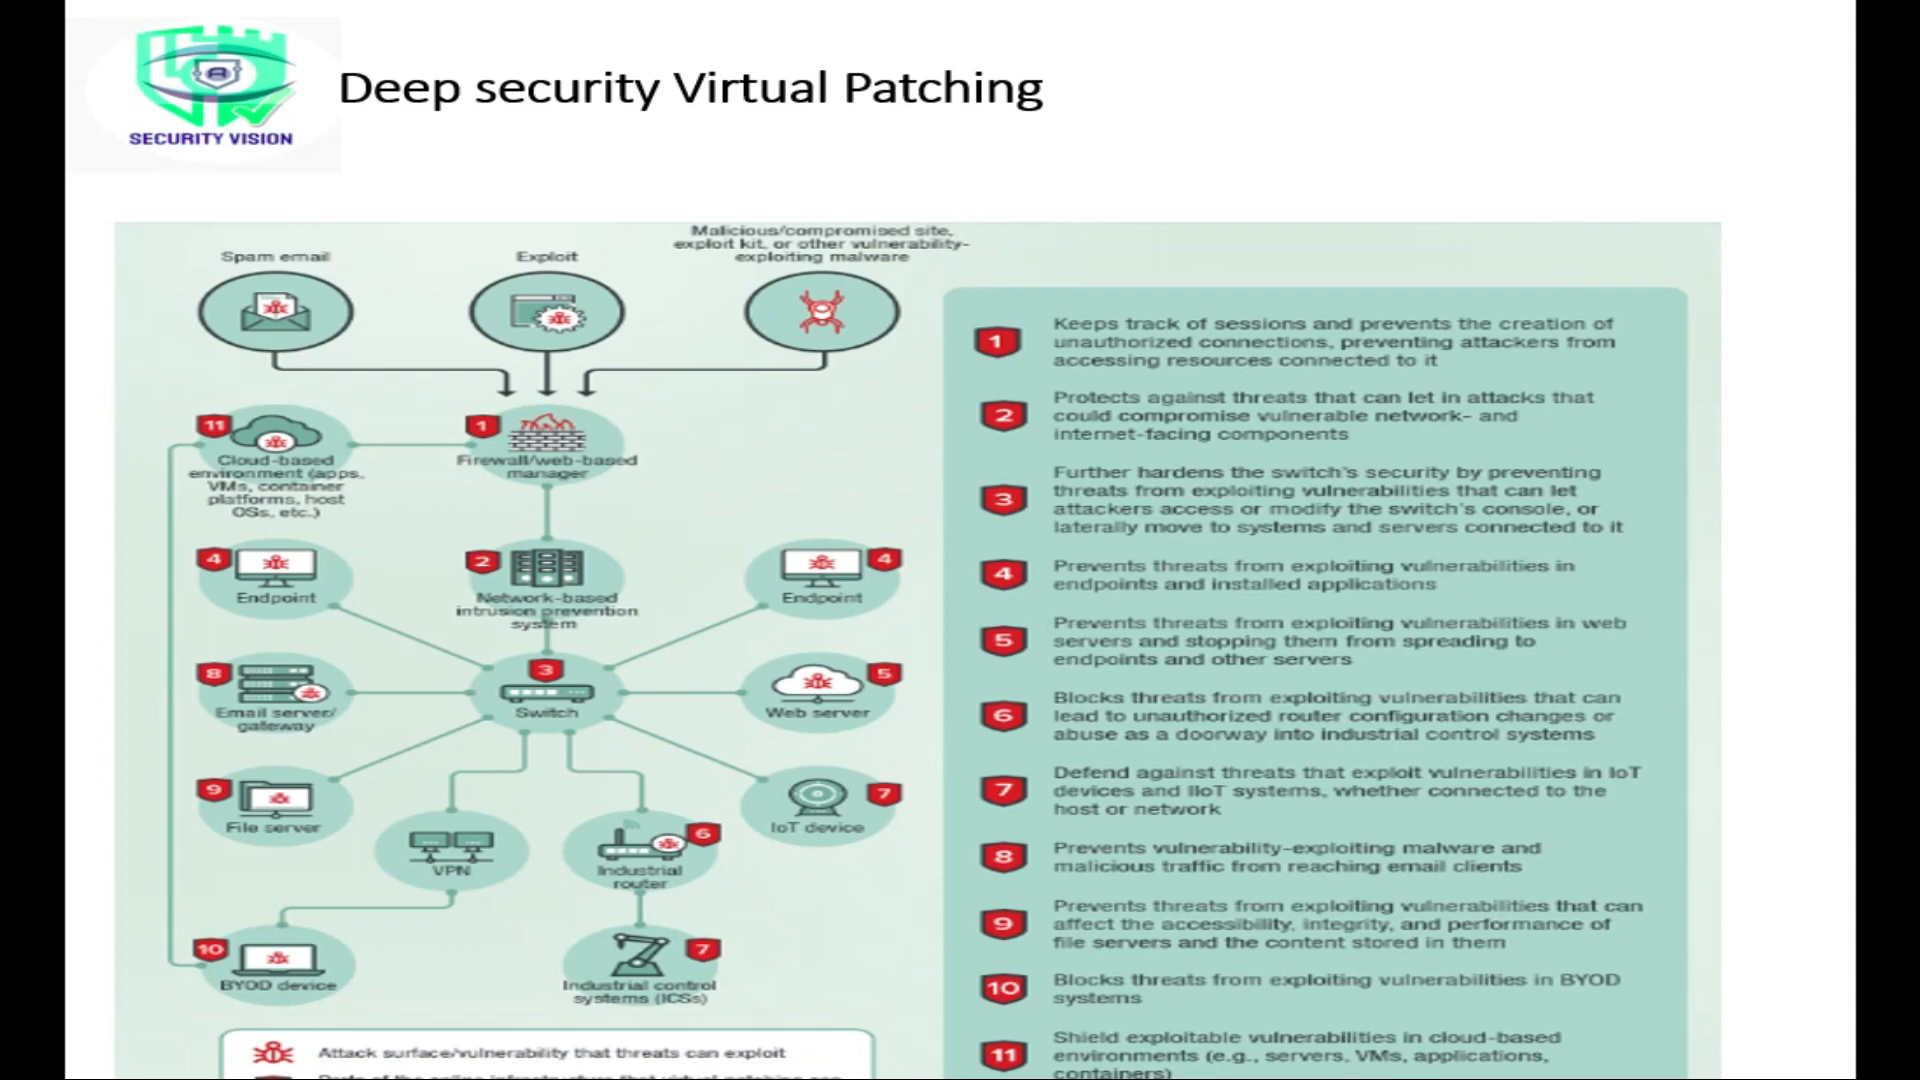 SECURITY VISION
Deep security Virtual Patching
Spam email
Exploit
Malicious/compromised site,
exploit kit, or other vulnerability-
exploiting malware
11
Cloud-based
environment (apps,
VMs, container
platforms, host
OSs, etc.)
1
Firewall/web-based
manager
4
Endpoint
2
Network-based
intrusion prevention
system
4
Endpoint
8
Email server/
gateway
3
Switch
5
Web server
9
File server
VPN
6
Industrial
router
7
IoT device
10
BYOD device
7
Industrial control
systems (ICSs)
Attack surface/vulnerability that threats can exploit
Parts of the online infrastructure that virtual patching can
1
Keeps track of sessions and prevents the creation of
unauthorized connections, preventing attackers from
accessing resources connected to it
2
Protects against threats that can let in attacks that
could compromise vulnerable network- and
internet-facing components
3
Further hardens the switch's security by preventing
threats from exploiting vulnerabilities that can let
attackers access or modify the switch's console, or
laterally move to systems and servers connected to it
4
Prevents threats from exploiting vulnerabilities in
endpoints and installed applications
5
Prevents threats from exploiting vulnerabilities in web
servers and stopping them from spreading to
endpoints and other servers
6
Blocks threats from exploiting vulnerabilities that can
lead to unauthorized router configuration changes or
abuse as a doorway into industrial control systems
7
Defend against threats that exploit vulnerabilities in IoT
devices and IIoT systems, whether connected to the
host or network
8
Prevents vulnerability-exploiting malware and
malicious traffic from reaching email clients
9
Prevents threats from exploiting vulnerabilities that can
affect the accessibility, integrity, and performance of
file servers and the content stored in them
10
Blocks threats from exploiting vulnerabilities in BYOD
systems
11
Shield exploitable vulnerabilities in cloud-based
environments (e.g., servers, VMs, applications,
containers)